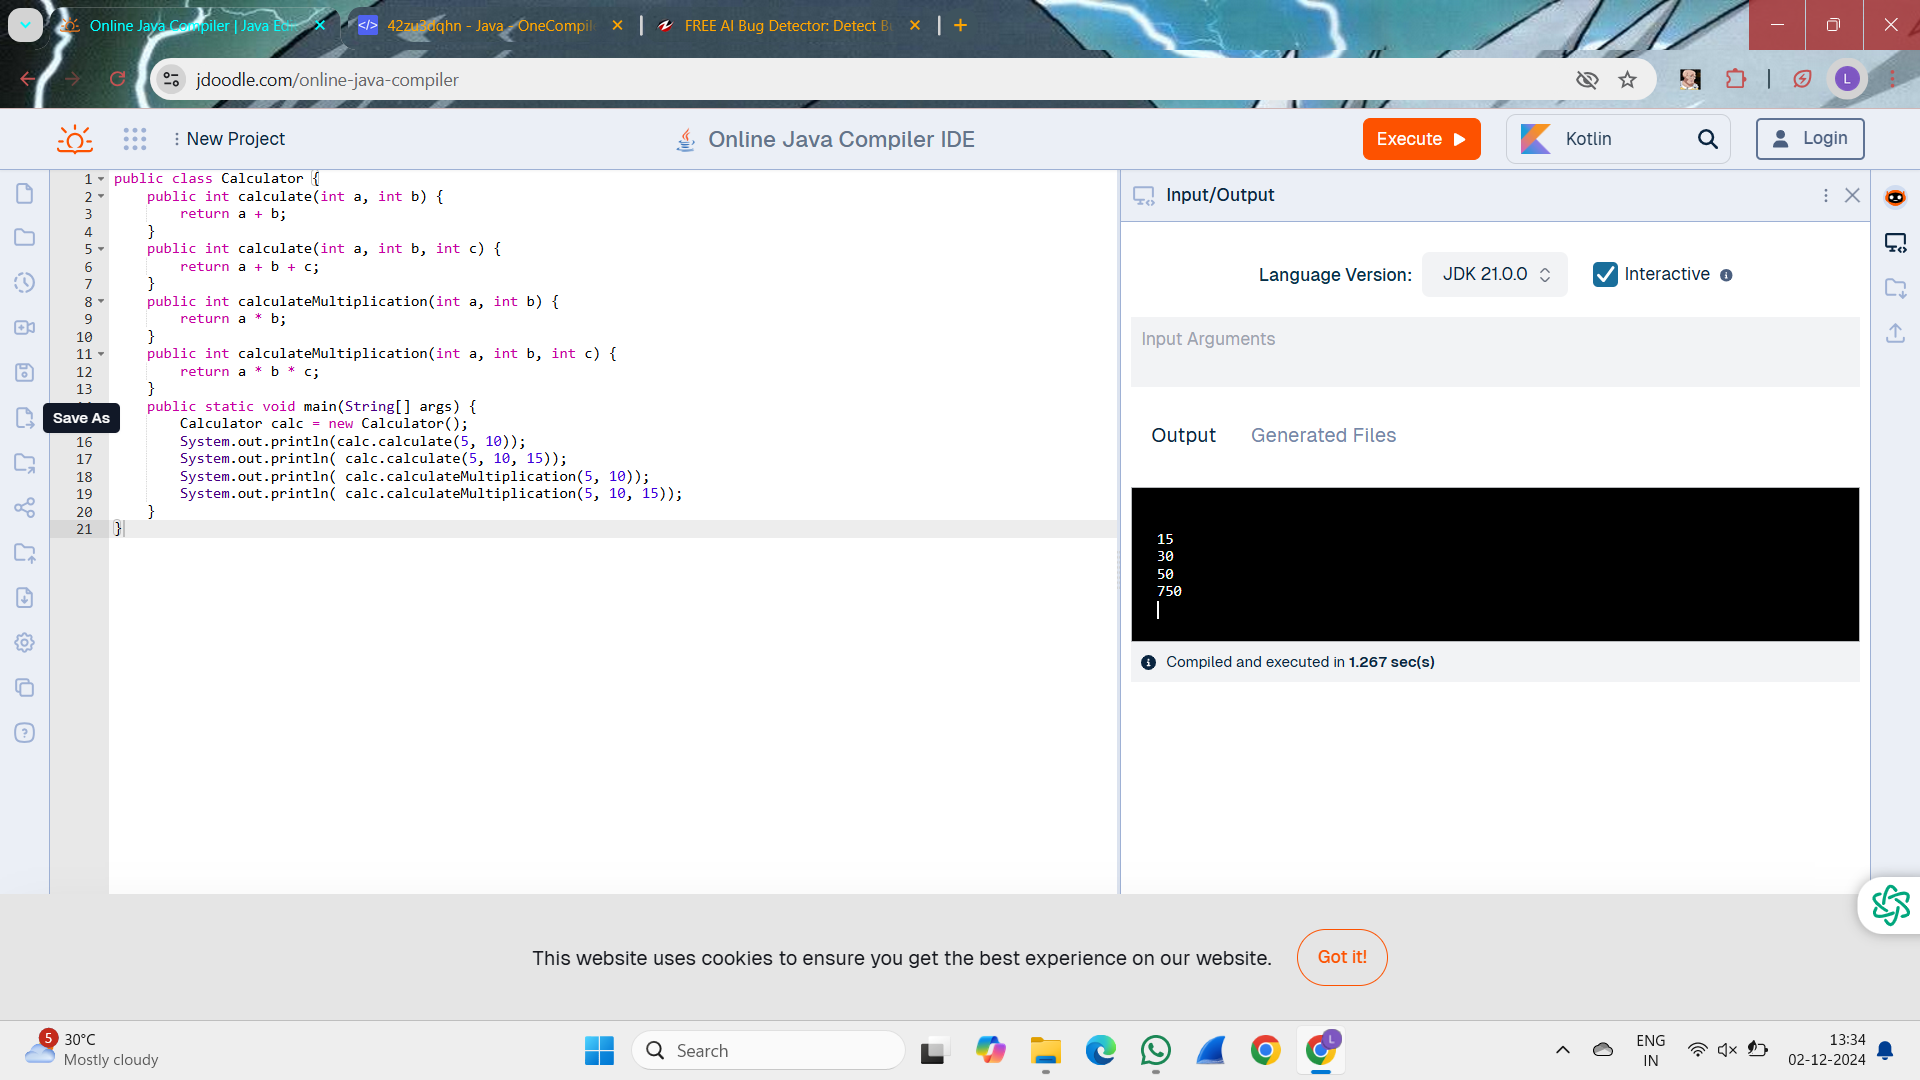 Online Java Compiler | Java Ed
42zu3dqhn - Java - OneCompil
FREE AI Bug Detector: Detect B
jdoodle.com/online-java-compiler
L
New Project
Online Java Compiler IDE
Execute
Kotlin
Login
1 public class Calculator {
2 public int calculate(int a, int b) {
3 return a + b;
4 }
5 public int calculate(int a, int b, int c) {
6 return a + b + c;
7 }
8 public int calculateMultiplication(int a, int b) {
9 return a * b;
10 }
11 public int calculateMultiplication(int a, int b, int c) {
12 return a * b * c;
13 }
public static void main(String[] args) {
Save As
Calculator calc = new Calculator();
16 System.out.println(calc.calculate(5, 10));
17 System.out.println( calc.calculate(5, 10, 15));
18 System.out.println( calc.calculateMultiplication(5, 10));
19 System.out.println( calc.calculateMultiplication(5, 10, 15));
20 }
21 }
Input/Output
Language Version: JDK 21.0.0 Interactive
Input Arguments
Output Generated Files
15
30
50
750
Compiled and executed in 1.267 sec(s)
This website uses cookies to ensure you get the best experience on our website. Got it!
5
30°C
Mostly cloudy
Search
L
ENG
IN
13:34
02-12-2024